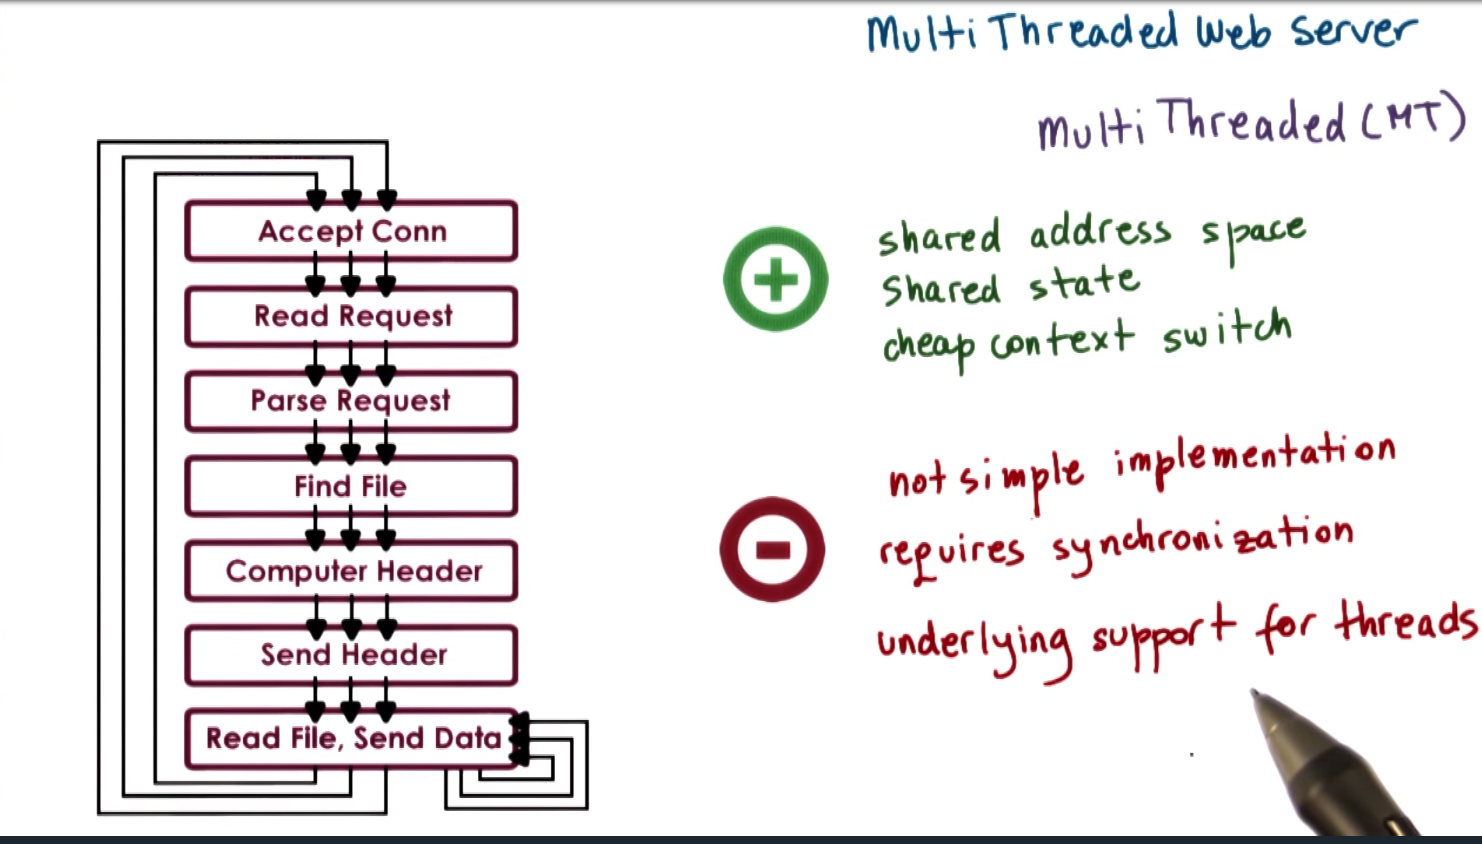 Multi Threaded Web Server
Multi Threaded (MT)
Accept Conn
Read Request
Parse Request
Find File
Computer Header
Send Header
Read File, Send Data
shared address space
shared state
cheap context switch
not simple implementation
requires synchronization
underlying support for threads